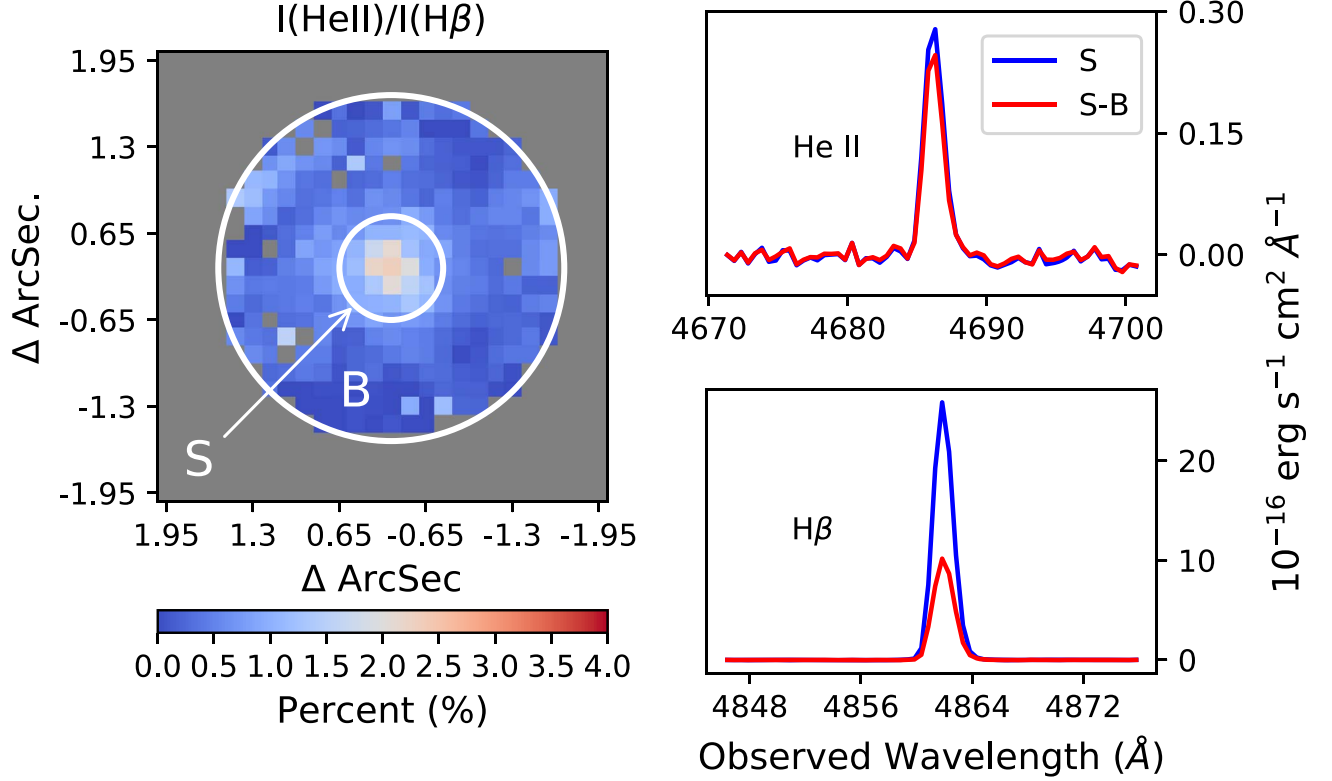 I(HeII)/I(Hβ)
1.95
1.3
0.65
-0.65
-1.3
-1.95
Δ ArcSec.
B
S
1.95 1.3 0.65 -0.65 -1.3 -1.95
Δ ArcSec
0.0 0.5 1.0 1.5 2.0 2.5 3.0 3.5 4.0
Percent (%)
S
S-B
He II
0.30
0.15
0.00
4670 4680 4690 4700
Hβ
20
10
0
4848 4856 4864 4872
Observed Wavelength (Å)
10⁻¹⁶ erg s⁻¹ cm² Å⁻¹